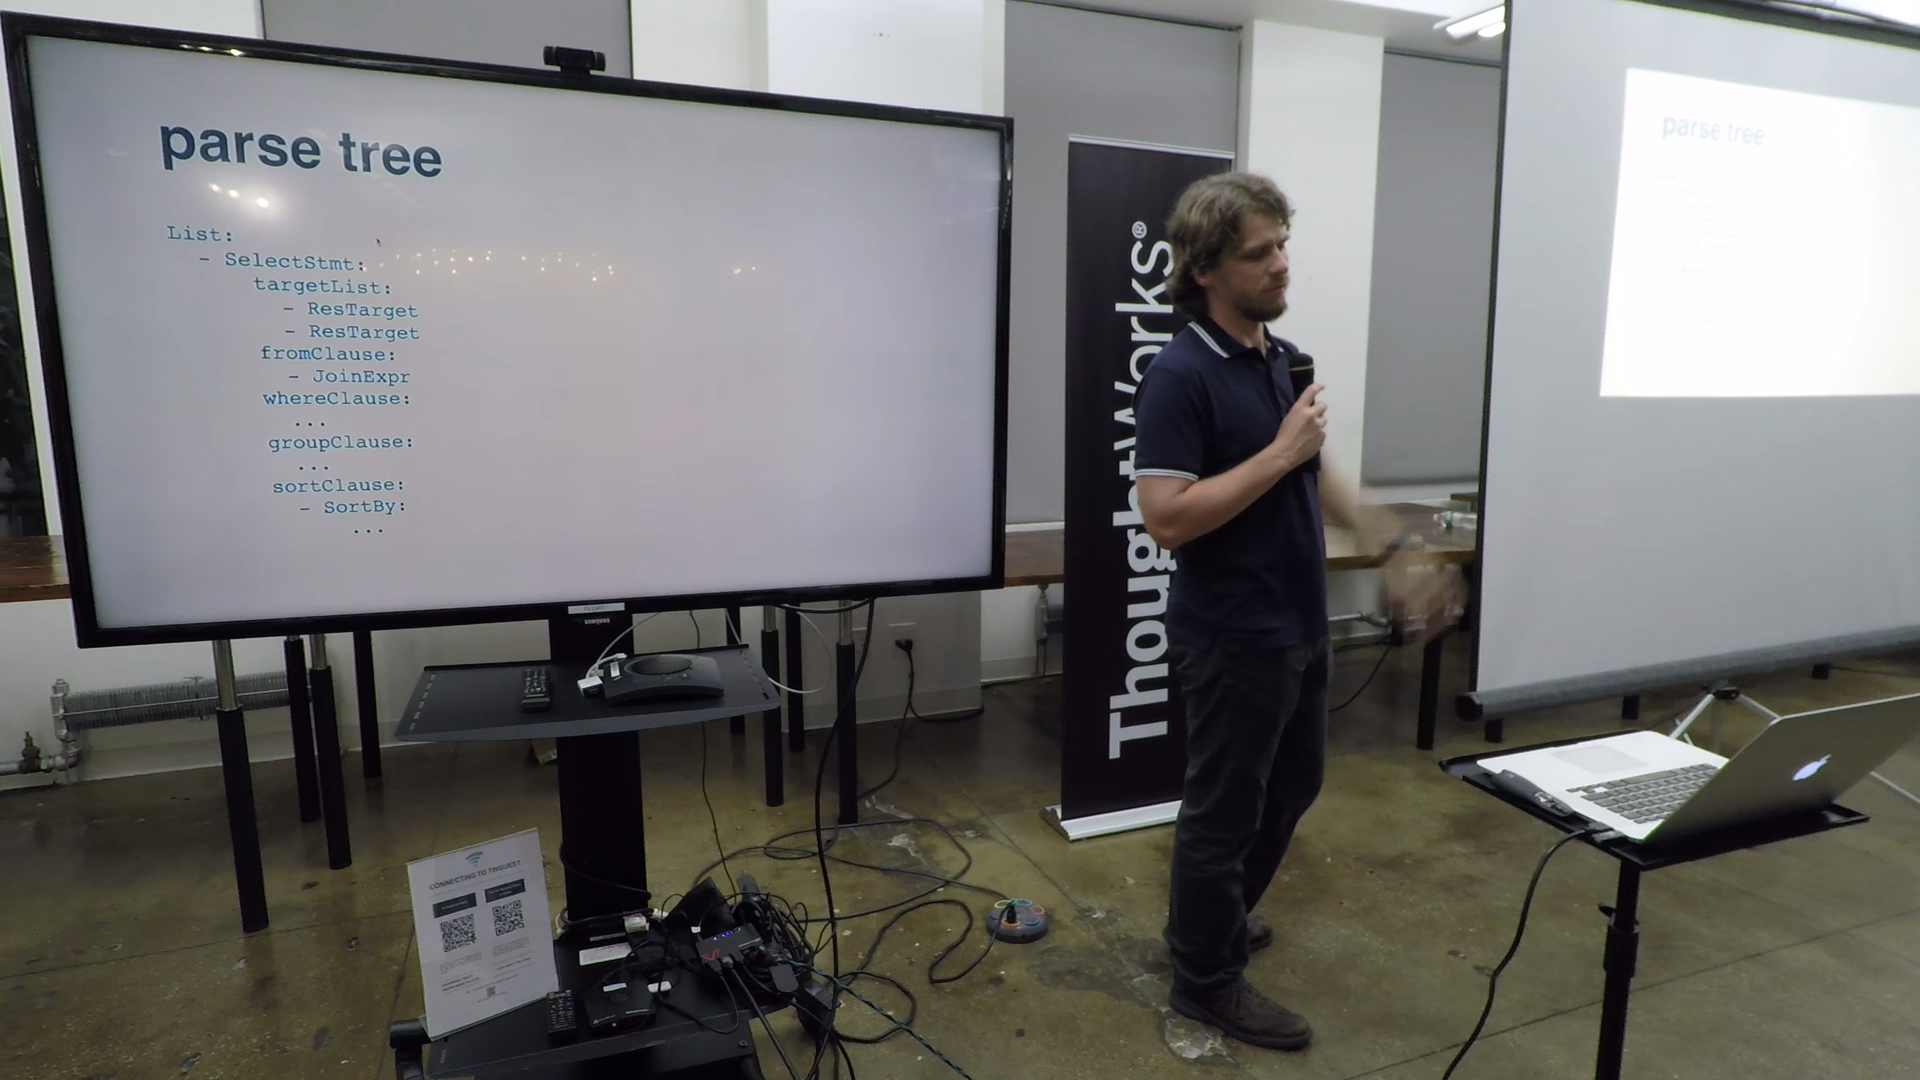 parse tree
List:
- SelectStmt:
targetList:
- ResTarget
- ResTarget
fromClause:
- JoinExpr
whereClause:
...
groupClause:
...
sortClause:
- SortBy:
...
SAMSUNG
ThoughtWorks®
parse tree
CONNECTING TO TWGUEST